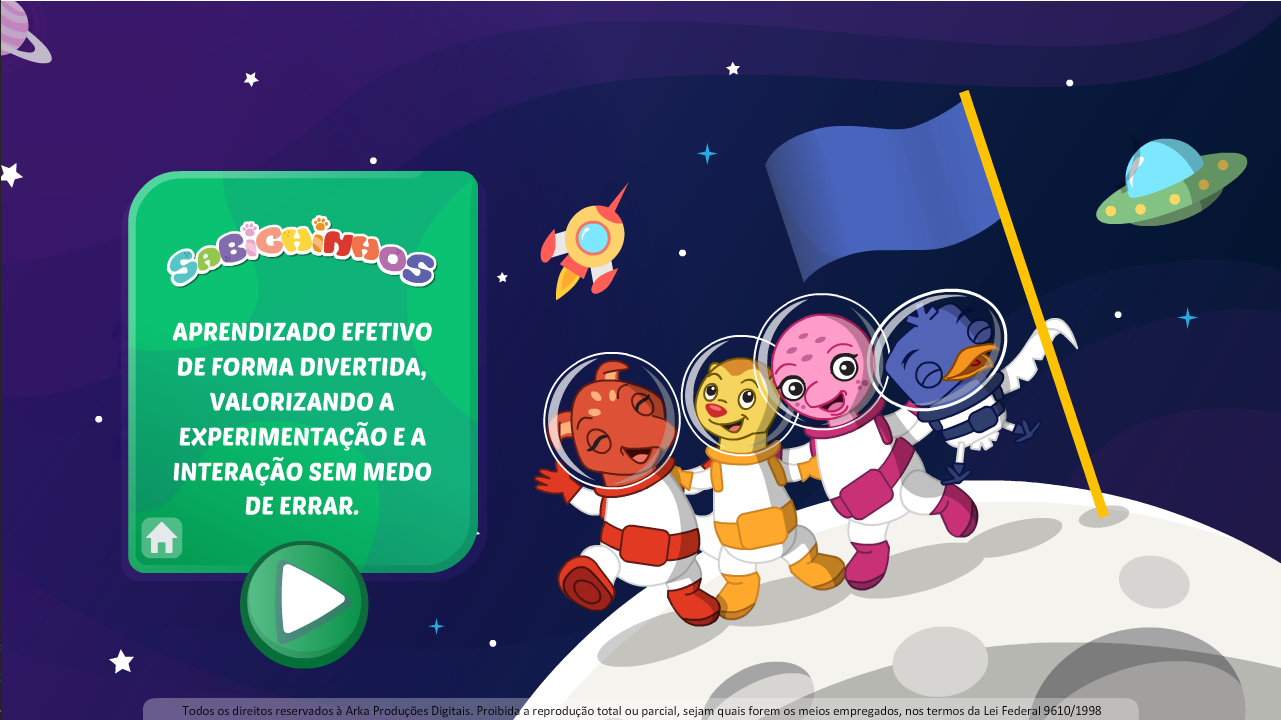 SABICHINHOS
APRENDIZADO EFETIVO
DE FORMA DIVERTIDA,
VALORIZANDO A
EXPERIMENTAÇÃO E A
INTERAÇÃO SEM MEDO
DE ERRAR.
Todos os direitos reservados à Arka Produções Digitais. Proibida a reprodução total ou parcial, sejam quais forem os meios empregados, nos termos da Lei Federal 9610/1998